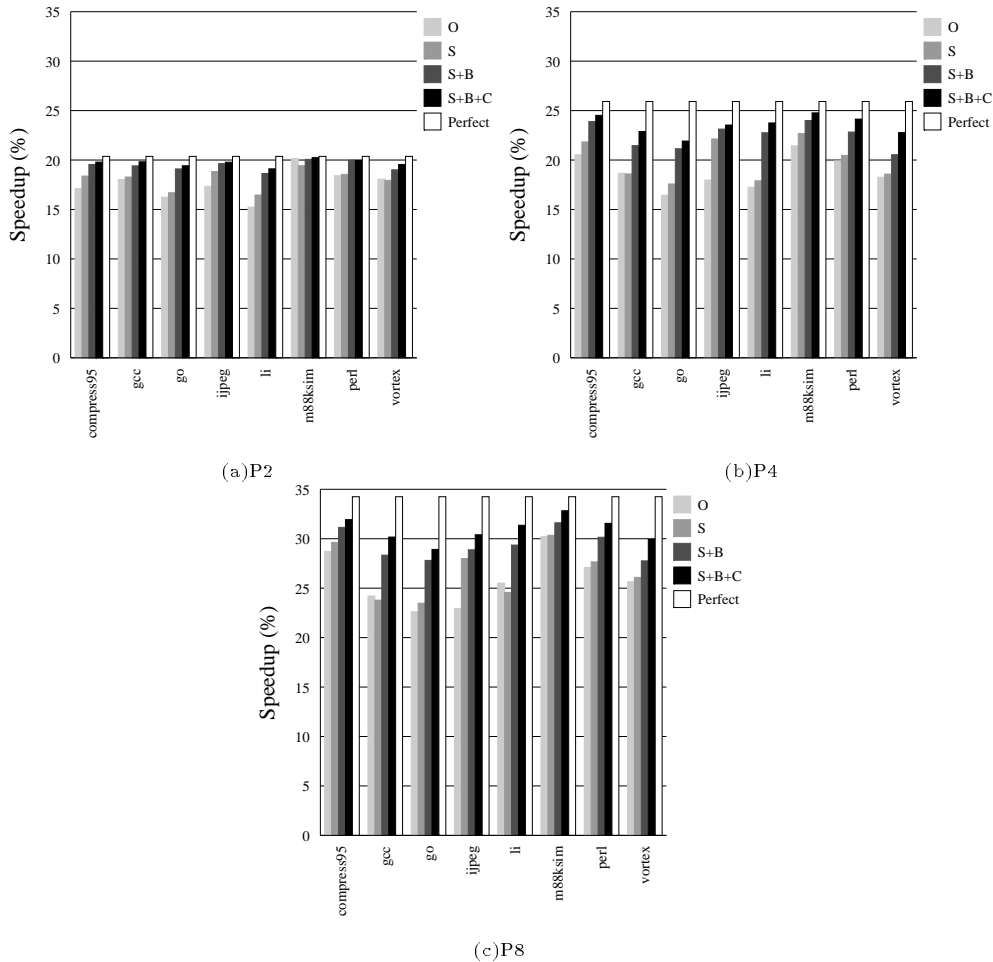 35
30
25
20
15
10
5
0
Speedup (%)
compress95
gcc
go
ijpeg
li
m88ksim
perl
vortex
O
S
S+B
S+B+C
Perfect
(a)P2
35
30
25
20
15
10
5
0
Speedup (%)
compress95
gcc
go
ijpeg
li
m88ksim
perl
vortex
O
S
S+B
S+B+C
Perfect
(b)P4
35
30
25
20
15
10
5
0
Speedup (%)
compress95
gcc
go
ijpeg
li
m88ksim
perl
vortex
O
S
S+B
S+B+C
Perfect
(c)P8